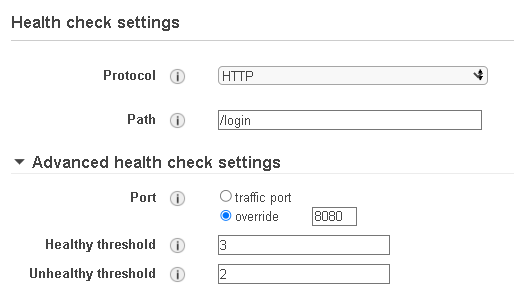 Health check settings
Protocol i HTTP
Path i /login
Advanced health check settings
Port i traffic port
override 8080
Healthy threshold i 3
Unhealthy threshold i 2